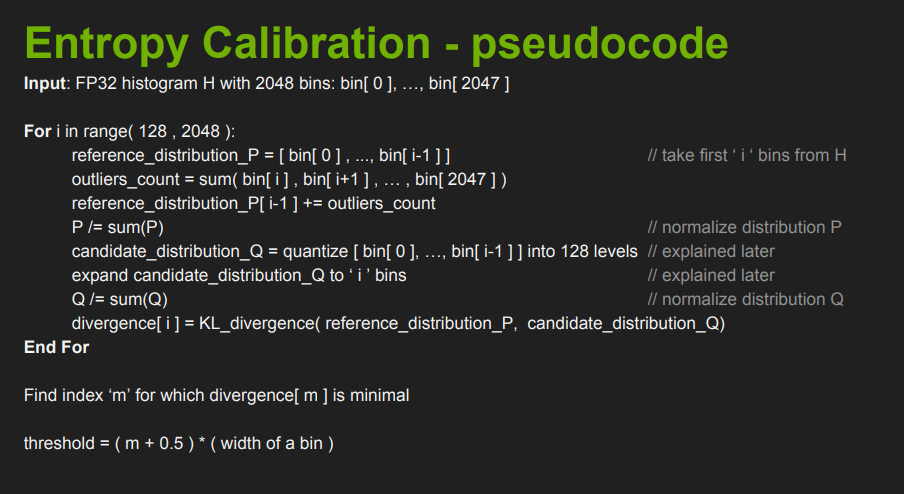 Entropy Calibration - pseudocode
Input: FP32 histogram H with 2048 bins: bin[ 0 ], …, bin[ 2047 ]
For i in range( 128 , 2048 ):
reference_distribution_P = [ bin[ 0 ] , ..., bin[ i-1 ] ] // take first ‘ i ‘ bins from H
outliers_count = sum( bin[ i ] , bin[ i+1 ] , … , bin[ 2047 ] )
reference_distribution_P[ i-1 ] += outliers_count
P /= sum(P) // normalize distribution P
candidate_distribution_Q = quantize [ bin[ 0 ], …, bin[ i-1 ] ] into 128 levels // explained later
expand candidate_distribution_Q to ‘ i ’ bins // explained later
Q /= sum(Q) // normalize distribution Q
divergence[ i ] = KL_divergence( reference_distribution_P, candidate_distribution_Q)
End For
Find index ‘m’ for which divergence[ m ] is minimal
threshold = ( m + 0.5 ) * ( width of a bin )